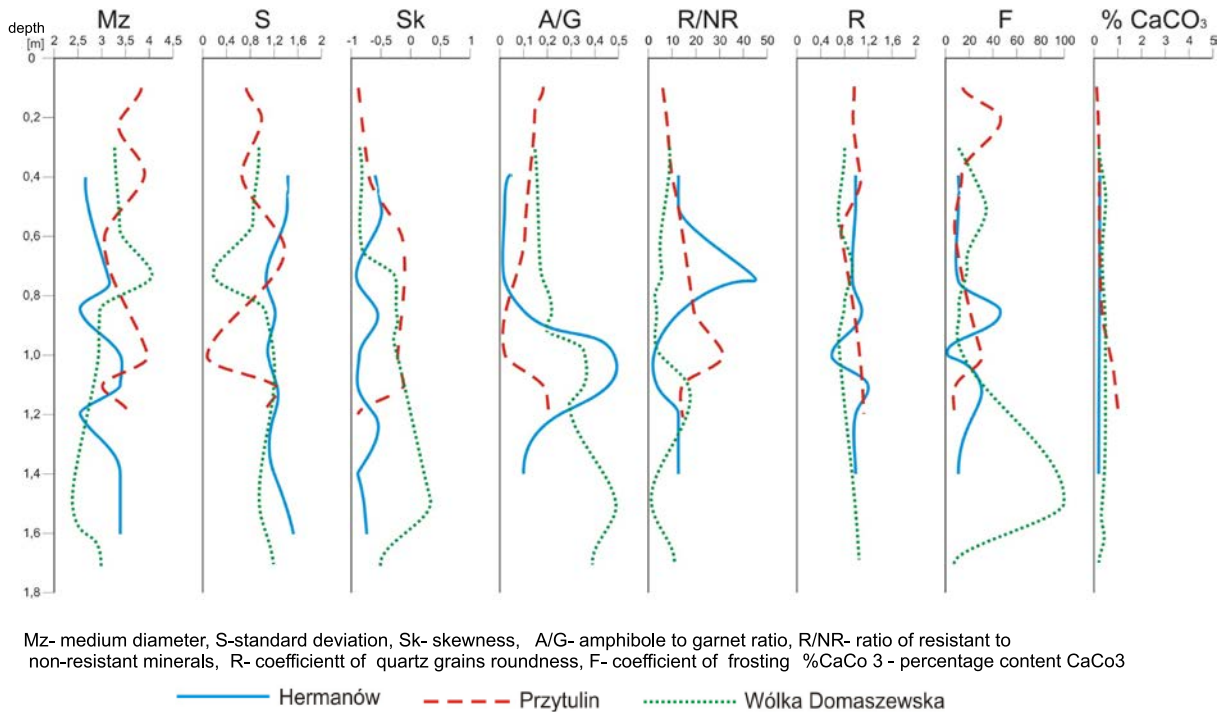 Mz S Sk A/G R/NR R F % CaCO3
depth
[m]
2 2,5 3 3,5 4 4,5
0 0,4 0,8 1,2 1,6 2
-1 -0,5 0 0,5 1
0 0,1 0,2 0,3 0,4 0,5
0 10 20 30 40 50
0,4 0,8 1,2 1,6 2
0 20 40 60 80 100
0 1 2 3 4 5
0
0,2
0,4
0,6
0,8
1,0
1,2
1,4
1,6
1,8
Mz- medium diameter, S-standard deviation, Sk- skewness, A/G- amphibole to garnet ratio, R/NR- ratio of resistant to
non-resistant minerals, R- coefficientt of quartz grains roundness, F- coefficient of frosting %CaCo 3 - percentage content CaCo3
Hermanów Przytulin Wólka Domaszewska